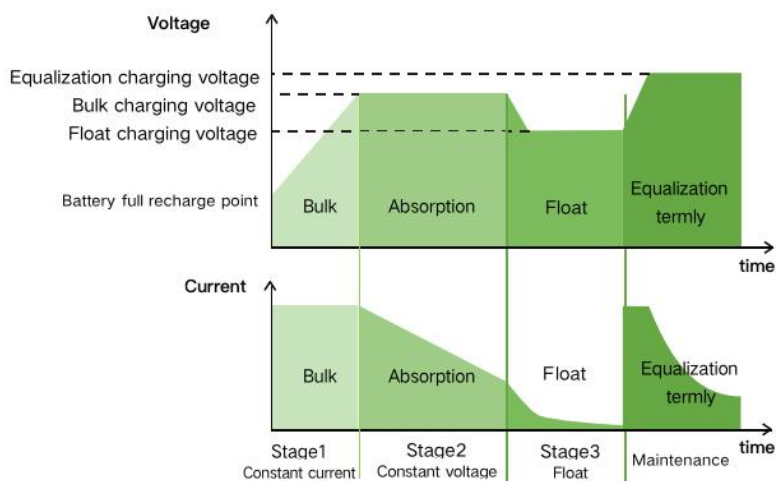 Voltage
Equalization charging voltage
Bulk charging voltage
Float charging voltage
Battery full recharge point
Bulk
Absorption
Float
Equalization
termly
time
Current
Bulk
Absorption
Float
Equalization
termly
time
Stage1
Constant current
Stage2
Constant voltage
Stage3
Float
Maintenance